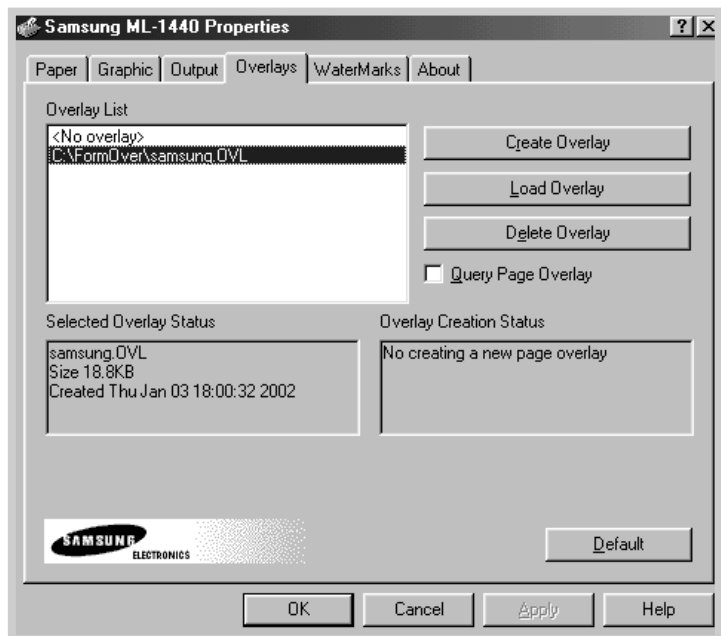 Samsung ML-1440 Properties
? X
Paper Graphic Output Overlays WaterMarks About
Overlay List
<No overlay>
C:\FormOver\samsung.OVL
Create Overlay
Load Overlay
Delete Overlay
Query Page Overlay
Selected Overlay Status
samsung.OVL
Size 18.8KB
Created Thu Jan 03 18:00:32 2002
Overlay Creation Status
No creating a new page overlay
SAMSUNG
ELECTRONICS
Default
OK Cancel Apply Help